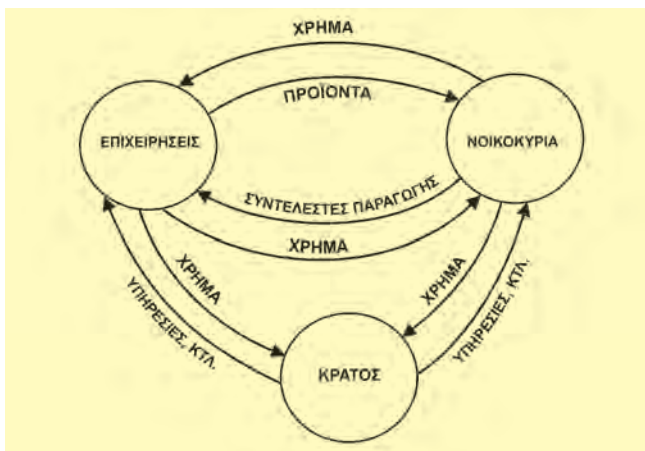 ΧΡΗΜΑ
ΠΡΟΪΟΝΤΑ
ΕΠΙΧΕΙΡΗΣΕΙΣ
ΝΟΙΚΟΚΥΡΙΑ
ΣΥΝΤΕΛΕΣΤΕΣ ΠΑΡΑΓΩΓΗΣ
ΧΡΗΜΑ
ΧΡΗΜΑ
ΧΡΗΜΑ
ΥΠΗΡΕΣΙΕΣ, ΚΤΛ.
ΥΠΗΡΕΣΙΕΣ, ΚΤΛ.
ΚΡΑΤΟΣ